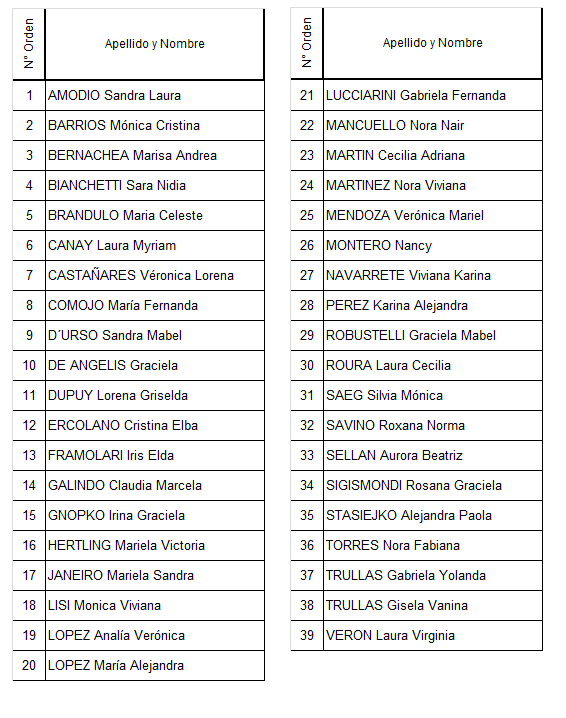 N° Orden Apellido y Nombre
1 AMODIO Sandra Laura
2 BARRIOS Mónica Cristina
3 BERNACHEA Marisa Andrea
4 BIANCHETTI Sara Nidia
5 BRANDULO Maria Celeste
6 CANAY Laura Myriam
7 CASTAÑARES Véronica Lorena
8 COMOJO María Fernanda
9 D´URSO Sandra Mabel
10 DE ANGELIS Graciela
11 DUPUY Lorena Griselda
12 ERCOLANO Cristina Elba
13 FRAMOLARI Iris Elda
14 GALINDO Claudia Marcela
15 GNOPKO Irina Graciela
16 HERTLING Mariela Victoria
17 JANEIRO Mariela Sandra
18 LISI Monica Viviana
19 LOPEZ Analía Verónica
20 LOPEZ María Alejandra
N° Orden Apellido y Nombre
21 LUCCIARINI Gabriela Fernanda
22 MANCUELLO Nora Nair
23 MARTIN Cecilia Adriana
24 MARTINEZ Nora Viviana
25 MENDOZA Verónica Mariel
26 MONTERO Nancy
27 NAVARRETE Viviana Karina
28 PEREZ Karina Alejandra
29 ROBUSTELLI Graciela Mabel
30 ROURA Laura Cecilia
31 SAEG Silvia Mónica
32 SAVINO Roxana Norma
33 SELLAN Aurora Beatriz
34 SIGISMONDI Rosana Graciela
35 STASIEJKO Alejandra Paola
36 TORRES Nora Fabiana
37 TRULLAS Gabriela Yolanda
38 TRULLAS Gisela Vanina
39 VERON Laura Virginia